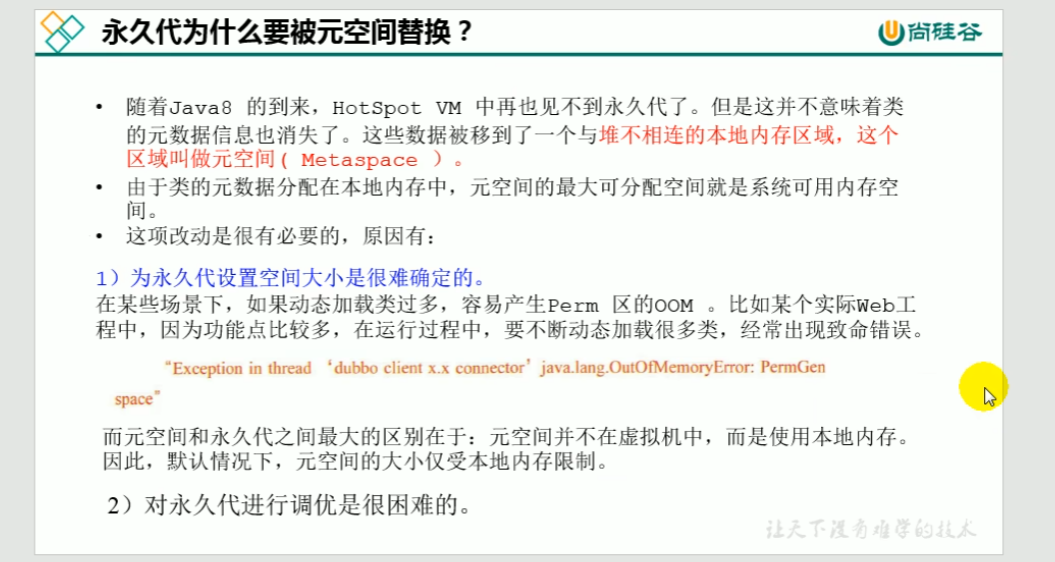 永久代为什么要被元空间替换？
尚硅谷
• 随着Java8 的到来，HotSpot VM 中再也见不到永久代了。但是这并不意味着类
的元数据信息也消失了。这些数据被移到了一个与堆不相连的本地内存区域，这个
区域叫做元空间( Metaspace ）。
• 由于类的元数据分配在本地内存中，元空间的最大可分配空间就是系统可用内存空
间。
• 这项改动是很有必要的，原因有：
1）为永久代设置空间大小是很难确定的。
在某些场景下，如果动态加载类过多，容易产生Perm 区的OOM 。比如某个实际Web工
程中，因为功能点比较多，在运行过程中，要不断动态加载很多类，经常出现致命错误。
“Exception in thread ‘dubbo client x.x connector’ java.lang.OutOfMemoryError: PermGen
space”
而元空间和永久代之间最大的区别在于：元空间并不在虚拟机中，而是使用本地内存。
因此，默认情况下，元空间的大小仅受本地内存限制。
2）对永久代进行调优是很困难的。
让天下没有难学的技术